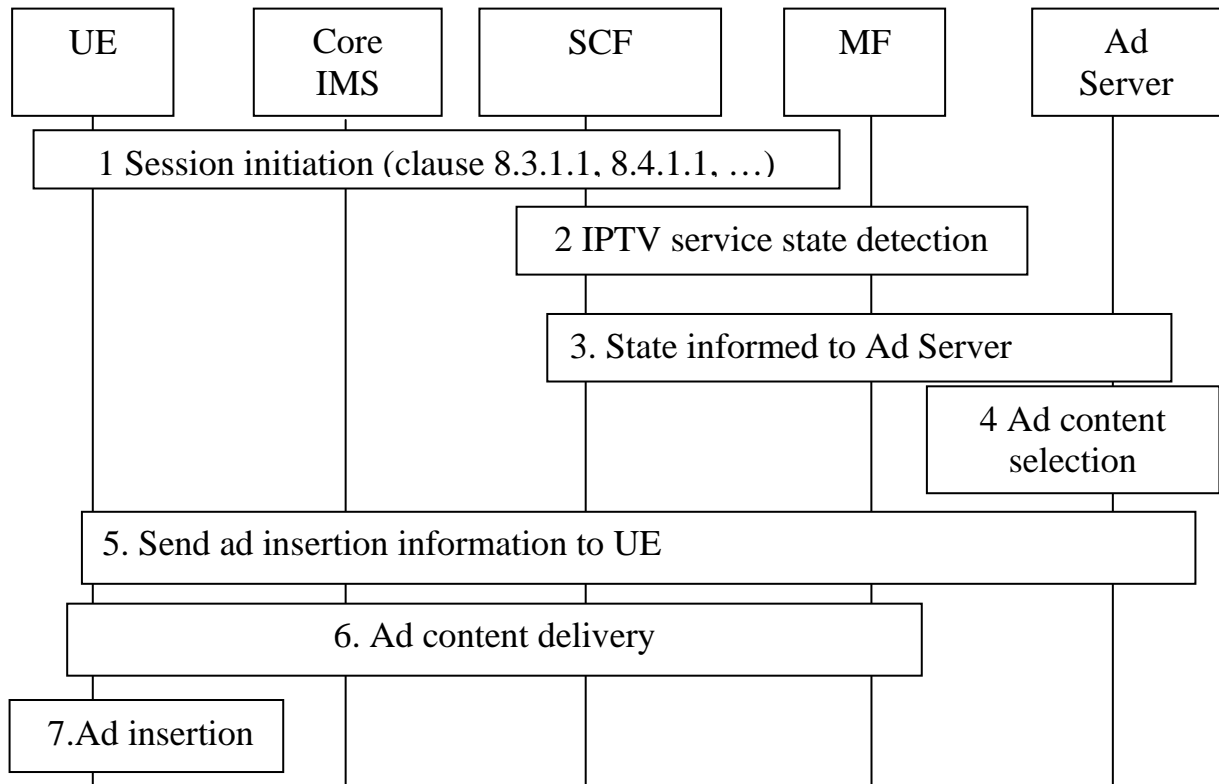 UE
Core
IMS
SCF
MF
Ad
Server
1 Session initiation (clause 8.3.1.1, 8.4.1.1, …)
2 IPTV service state detection
3. State informed to Ad Server
4 Ad content
selection
5. Send ad insertion information to UE
6. Ad content delivery
7.Ad insertion